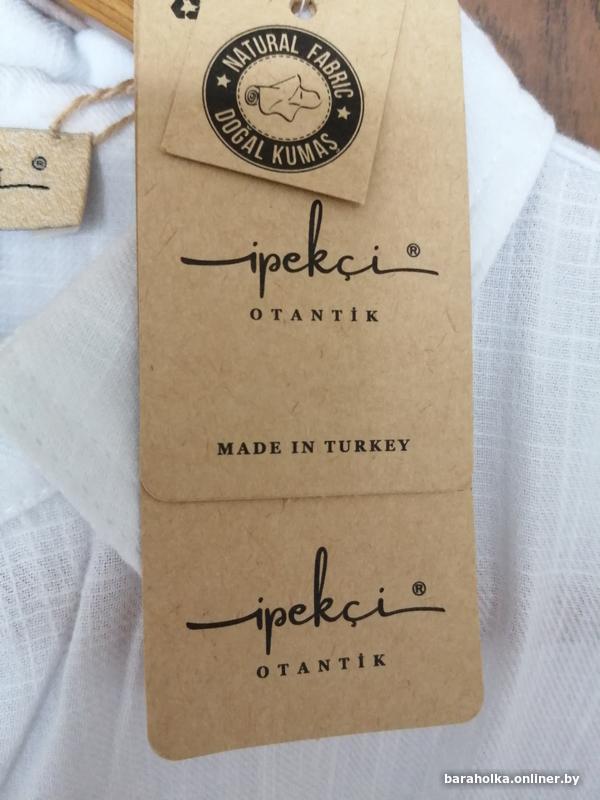 NATURAL FABRIC
DOĞAL KUMAŞ
ipekçi®
OTANTİK
MADE IN TURKEY
ipekçi®
OTANTİK
®
baraholka.onliner.by